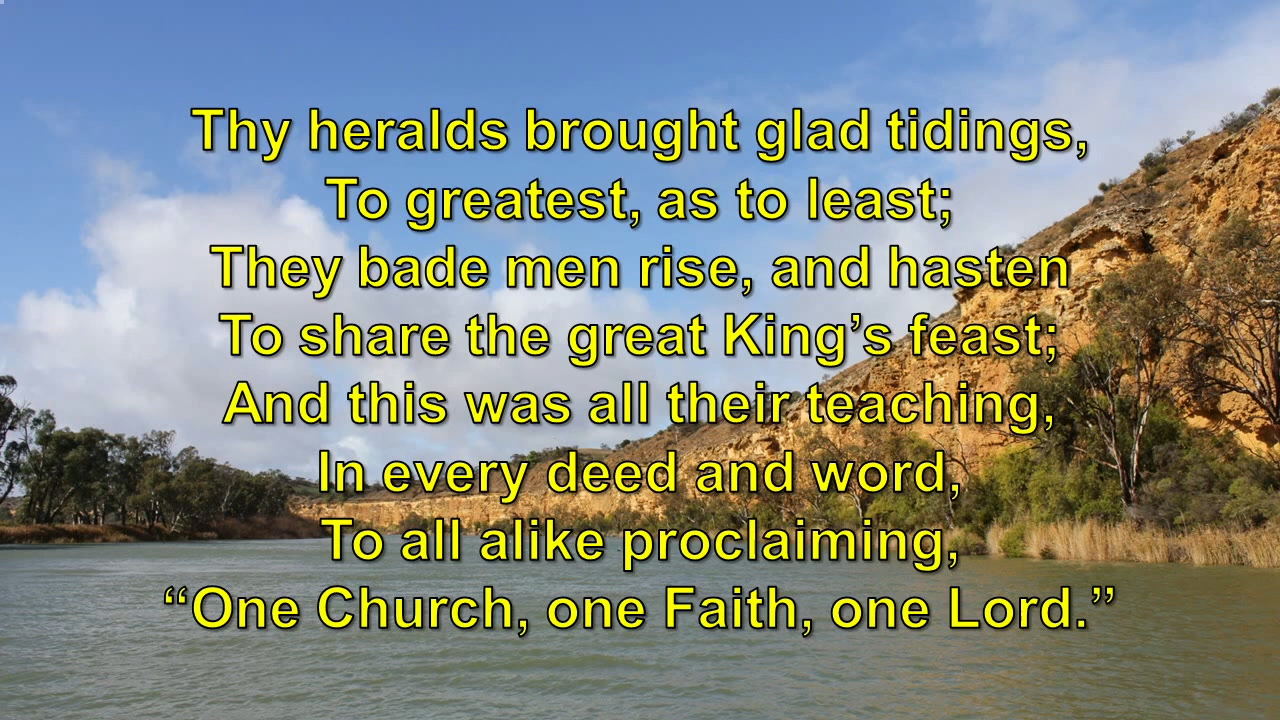 Thy heralds brought glad tidings,
To greatest, as to least;
They bade men rise, and hasten
To share the great King’s feast;
And this was all their teaching,
In every deed and word,
To all alike proclaiming,
“One Church, one Faith, one Lord.”